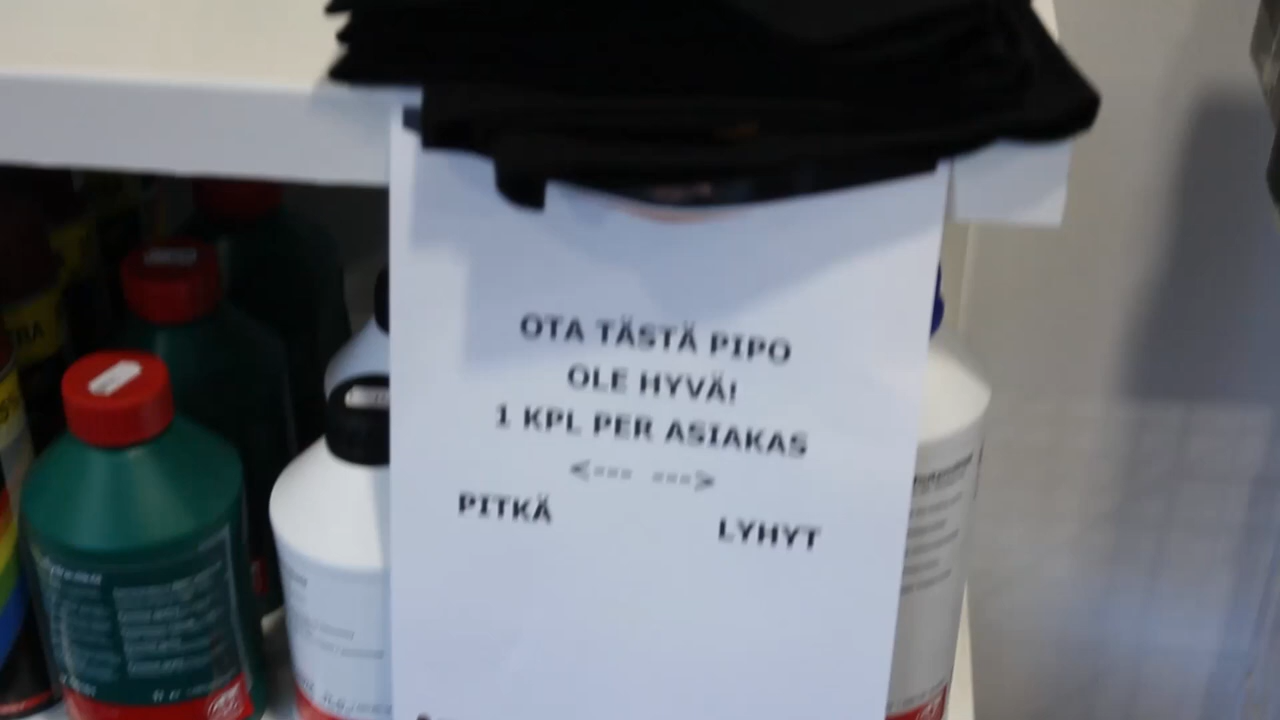 OTA TÄSTÄ PIPO
OLE HYVÄ!
1 KPL PER ASIAKAS
<--- --->
PITKÄ LYHYT